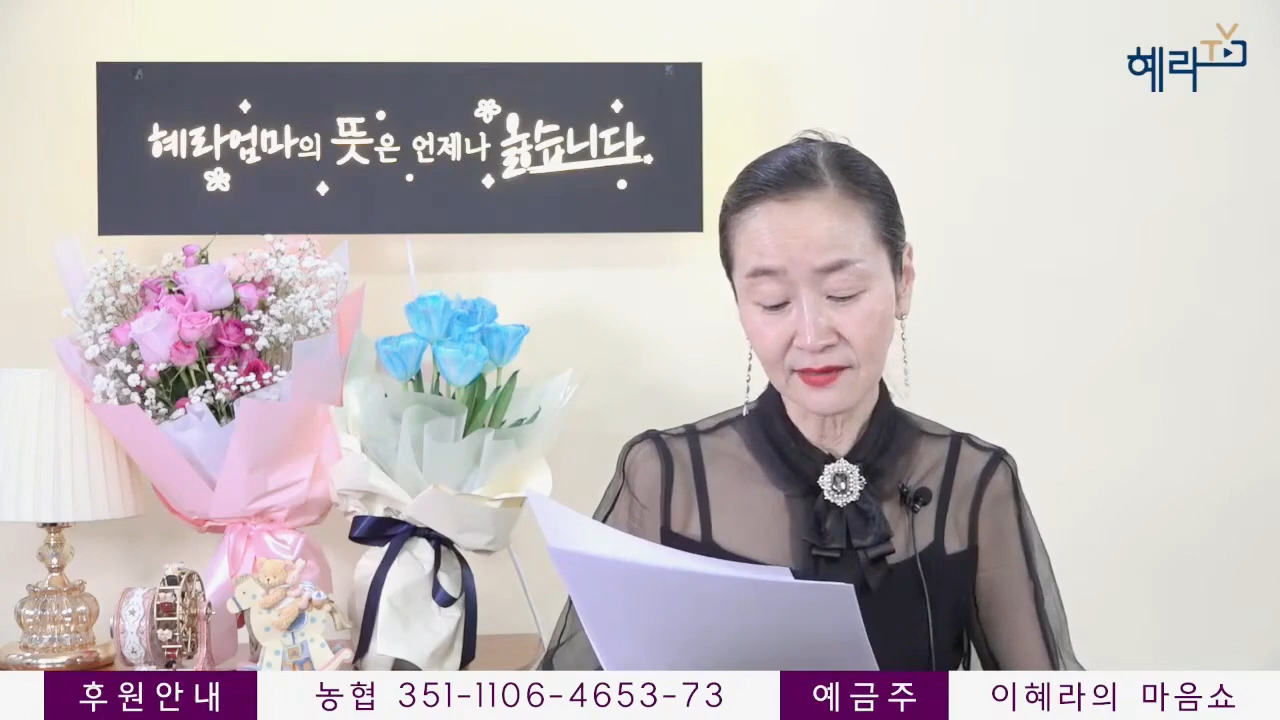 혜라TV
혜라엄마의 뜻은 언제나 옳습니다.
후원안내 농협 351-1106-4653-73 예금주 이혜라의 마음쇼